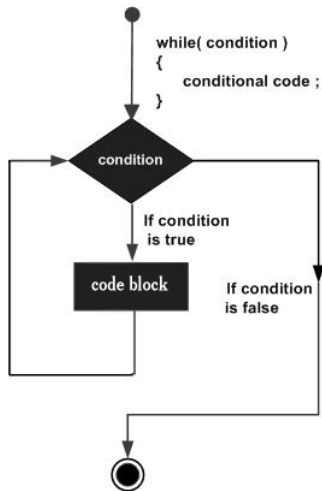 while( condition )
{
conditional code ;
}
condition
If condition
is true
code block
If condition
is false